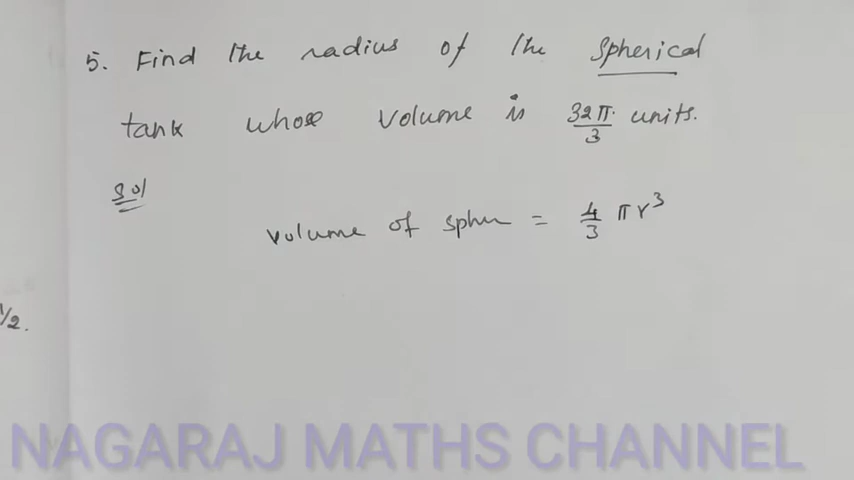 5. Find the radius of the Spherical
tank whose volume is 32π/3 units.
Sol
volume of spher = 4/3 πr³
1/2.
NAGARAJ MATHS CHANNEL